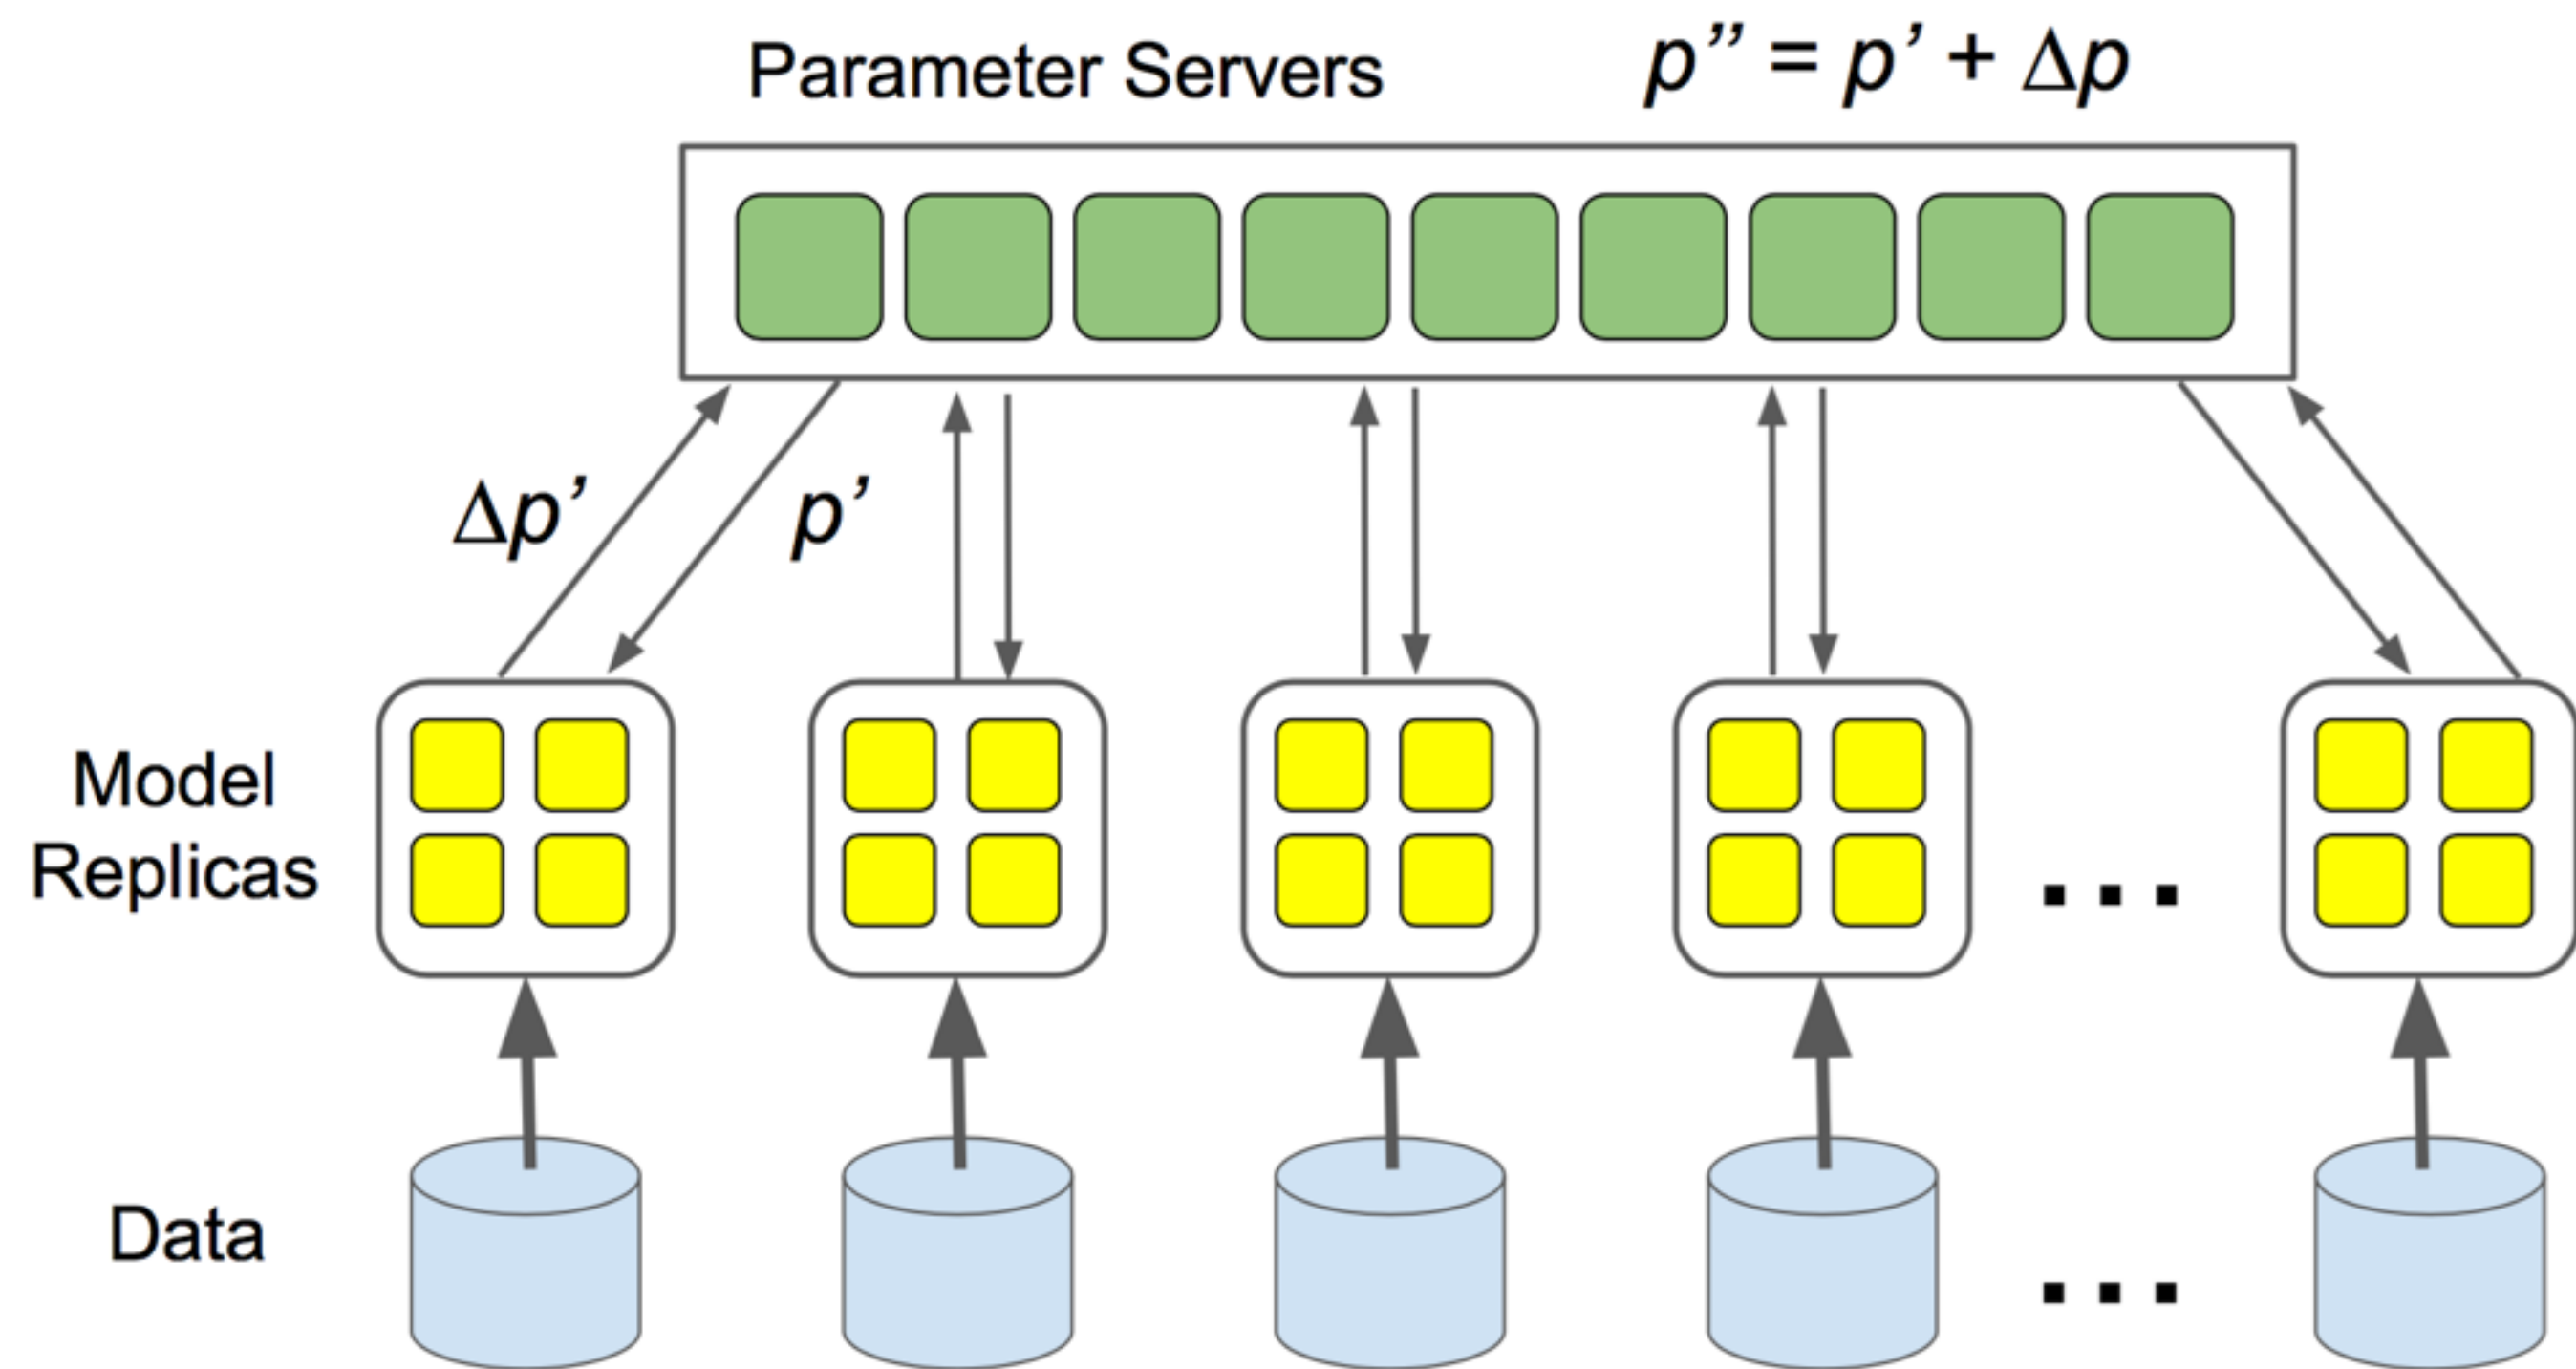 Parameter Servers
p’’ = p’ + Δp
Δp’
p’
Model
Replicas
...
Data
...